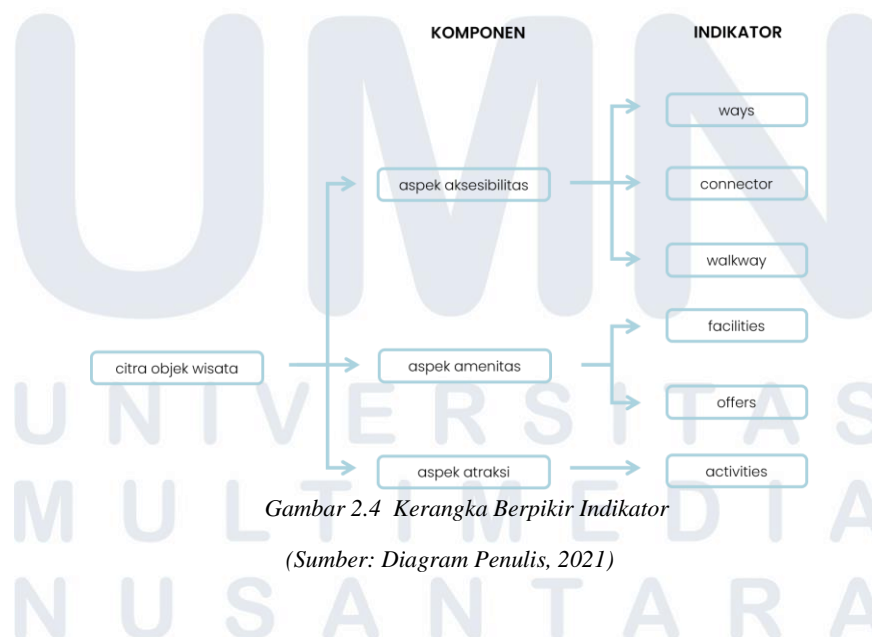 UMN
KOMPONEN INDIKATOR
ways
aspek aksesibilitas connector
walkway
facilities
citra objek wisata aspek amenitas
offers
aspek atraksi activities
Gambar 2.4 Kerangka Berpikir Indikator
(Sumber: Diagram Penulis, 2021)
UNIVERSITAS
MULTIMEDIA
NUSANTARA